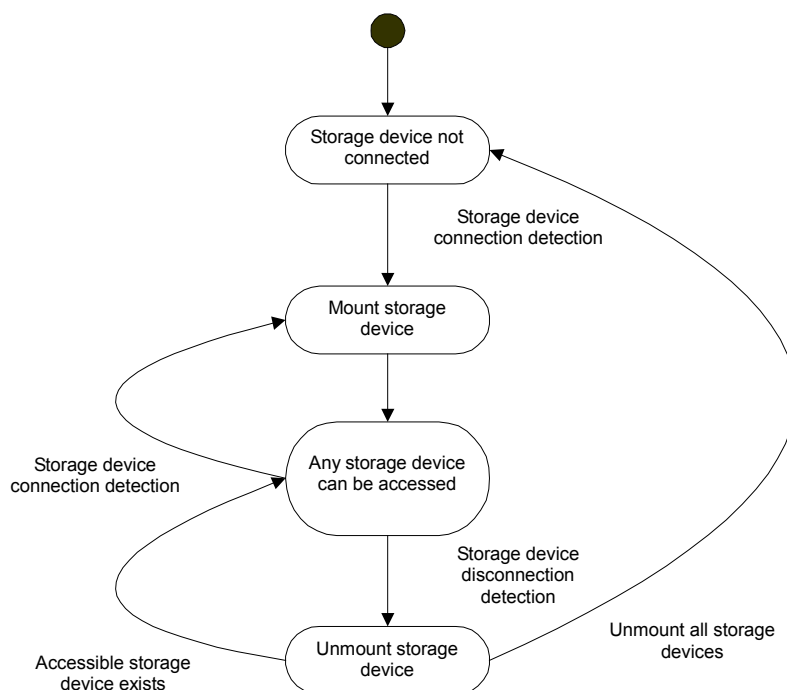 Storage device not
connected
Storage device
connection detection
Mount storage
device
Storage device
connection detection
Any storage device
can be accessed
Storage device
disconnection
detection
Unmount all storage
devices
Unmount storage
device
Accessible storage
device exists